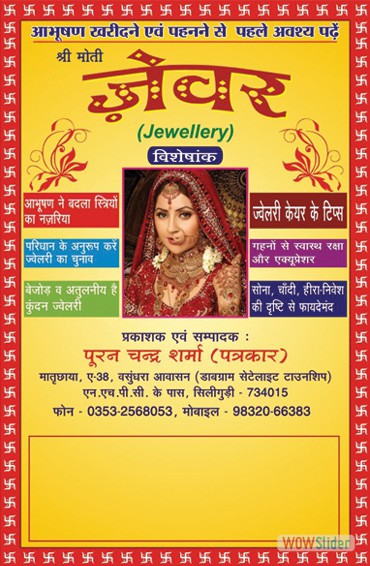 आभूषण खरीदने एवं पहनने से पहले अवश्य पढ़ें
श्री मोती
ज़ेवर
(Jewellery)
विशेषांक
आभूषण ने बदला स्त्रियों
का नज़रिया
परिधान के अनुरूप करें
ज्वेलरी का चुनाव
बेजोड़ व अतुलनीय है
कुंदन ज्वेलरी
ज्वेलरी केयर के टिप्स
गहनों से स्वास्थ रक्षा
और एक्यूप्रेशर
सोना, चाँदी, हीरा-निवेश
की दृष्टि से फायदेमंद
प्रकाशक एवं सम्पादक :
पूरन चन्द्र शर्मा (पत्रकार)
मातृछाया, ए-38, वसुंधरा आवासन (डाबग्राम सेटेलाइट टाउनशिप)
एन.एच.पी.सी. के पास, सिलीगुड़ी - 734015
फोन - 0353-2568053, मोबाइल - 98320-66383
WOWSlider